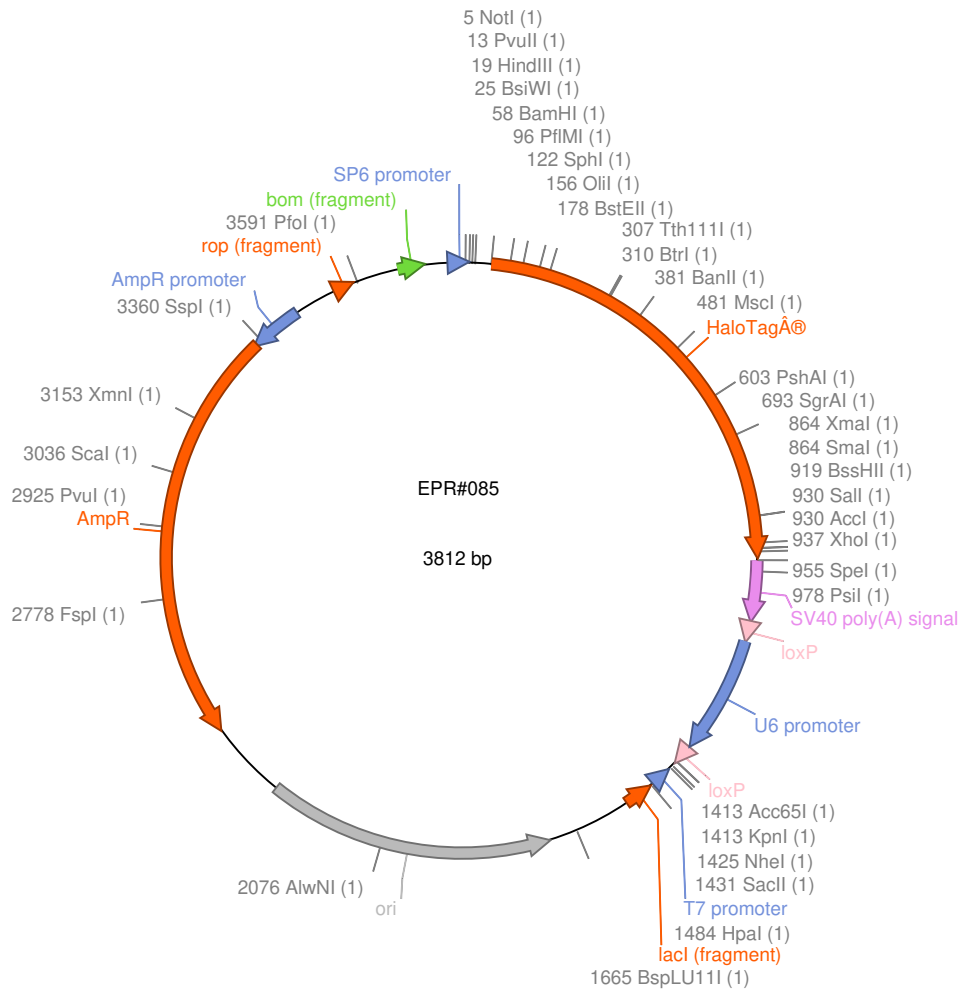 5 NotI (1)
13 PvuII (1)
19 HindIII (1)
25 BsiWI (1)
58 BamHI (1)
96 PflMI (1)
122 SphI (1)
156 OliI (1)
178 BstEII (1)
307 Tth111I (1)
310 BtrI (1)
381 BanII (1)
481 MscI (1)
HaloTagÂ®
603 PshAI (1)
693 SgrAI (1)
864 XmaI (1)
864 SmaI (1)
919 BssHII (1)
930 SalI (1)
930 AccI (1)
937 XhoI (1)
955 SpeI (1)
978 PsiI (1)
SV40 poly(A) signal
loxP
U6 promoter
loxP
1413 Acc65I (1)
1413 KpnI (1)
1425 NheI (1)
1431 SacII (1)
T7 promoter
1484 HpaI (1)
lacI (fragment)
1665 BspLU11I (1)
ori
2076 AlwNI (1)
2778 FspI (1)
AmpR
2925 PvuI (1)
3036 ScaI (1)
3153 XmnI (1)
3360 SspI (1)
AmpR promoter
rop (fragment)
3591 PfoI (1)
bom (fragment)
SP6 promoter
EPR#085
3812 bp